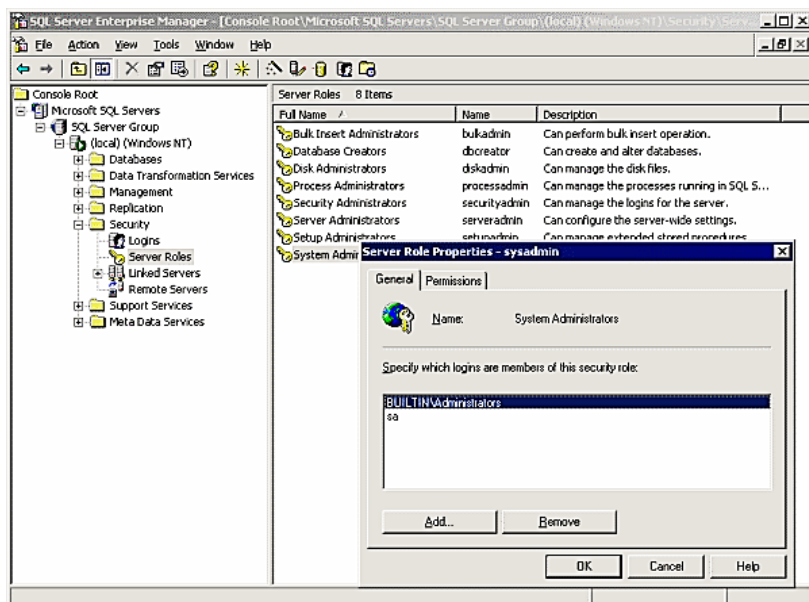 SQL Server Enterprise Manager - [Console Root\Microsoft SQL Servers\SQL Server Group\(local) (Windows NT)\Security\Serv...
File Action View Tools Window Help
Console Root
Microsoft SQL Servers
SQL Server Group
(local) (Windows NT)
Databases
Data Transformation Services
Management
Replication
Security
Logins
Server Roles
Linked Servers
Remote Servers
Support Services
Meta Data Services
Server Roles 8 Items
Full Name Name Description
Bulk Insert Administrators bulkadmin Can perform bulk insert operation.
Database Creators dbcreator Can create and alter databases.
Disk Administrators diskadmin Can manage the disk files.
Process Administrators processadmin Can manage the processes running in SQL S...
Security Administrators securityadmin Can manage the logins for the server.
Server Administrators serveradmin Can configure the server-wide settings.
Setup Administrators setupadmin Can manage extended stored procedures
System Admir
Server Role Properties - sysadmin
General Permissions
Name: System Administrators
Specify which logins are members of this security role:
BUILTIN\Administrators
sa
Add... Remove
OK Cancel Help